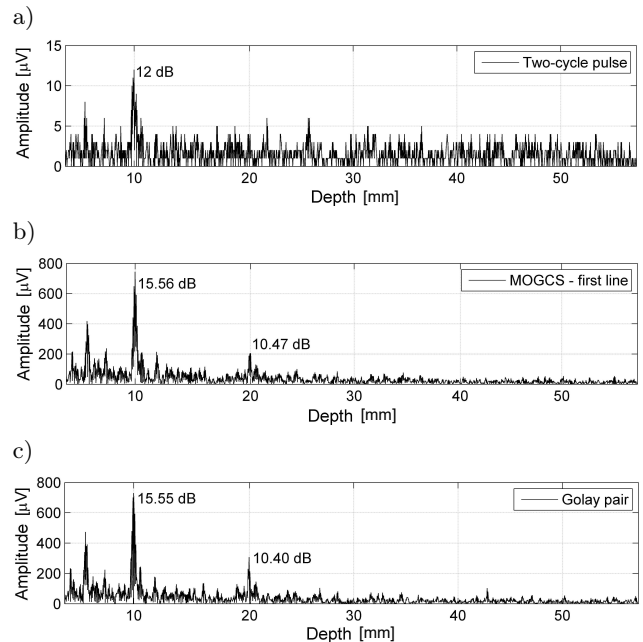 a)
15
10
5
0
Amplitude [µV]
12 dB
Two-cycle pulse
10 20 30 40 50
Depth [mm]
b)
800
600
400
200
0
Amplitude [µV]
15.56 dB
10.47 dB
MOGCS - first line
10 20 30 40 50
Depth [mm]
c)
800
600
400
200
0
Amplitude [µV]
15.55 dB
10.40 dB
Golay pair
10 20 30 40 50
Depth [mm]